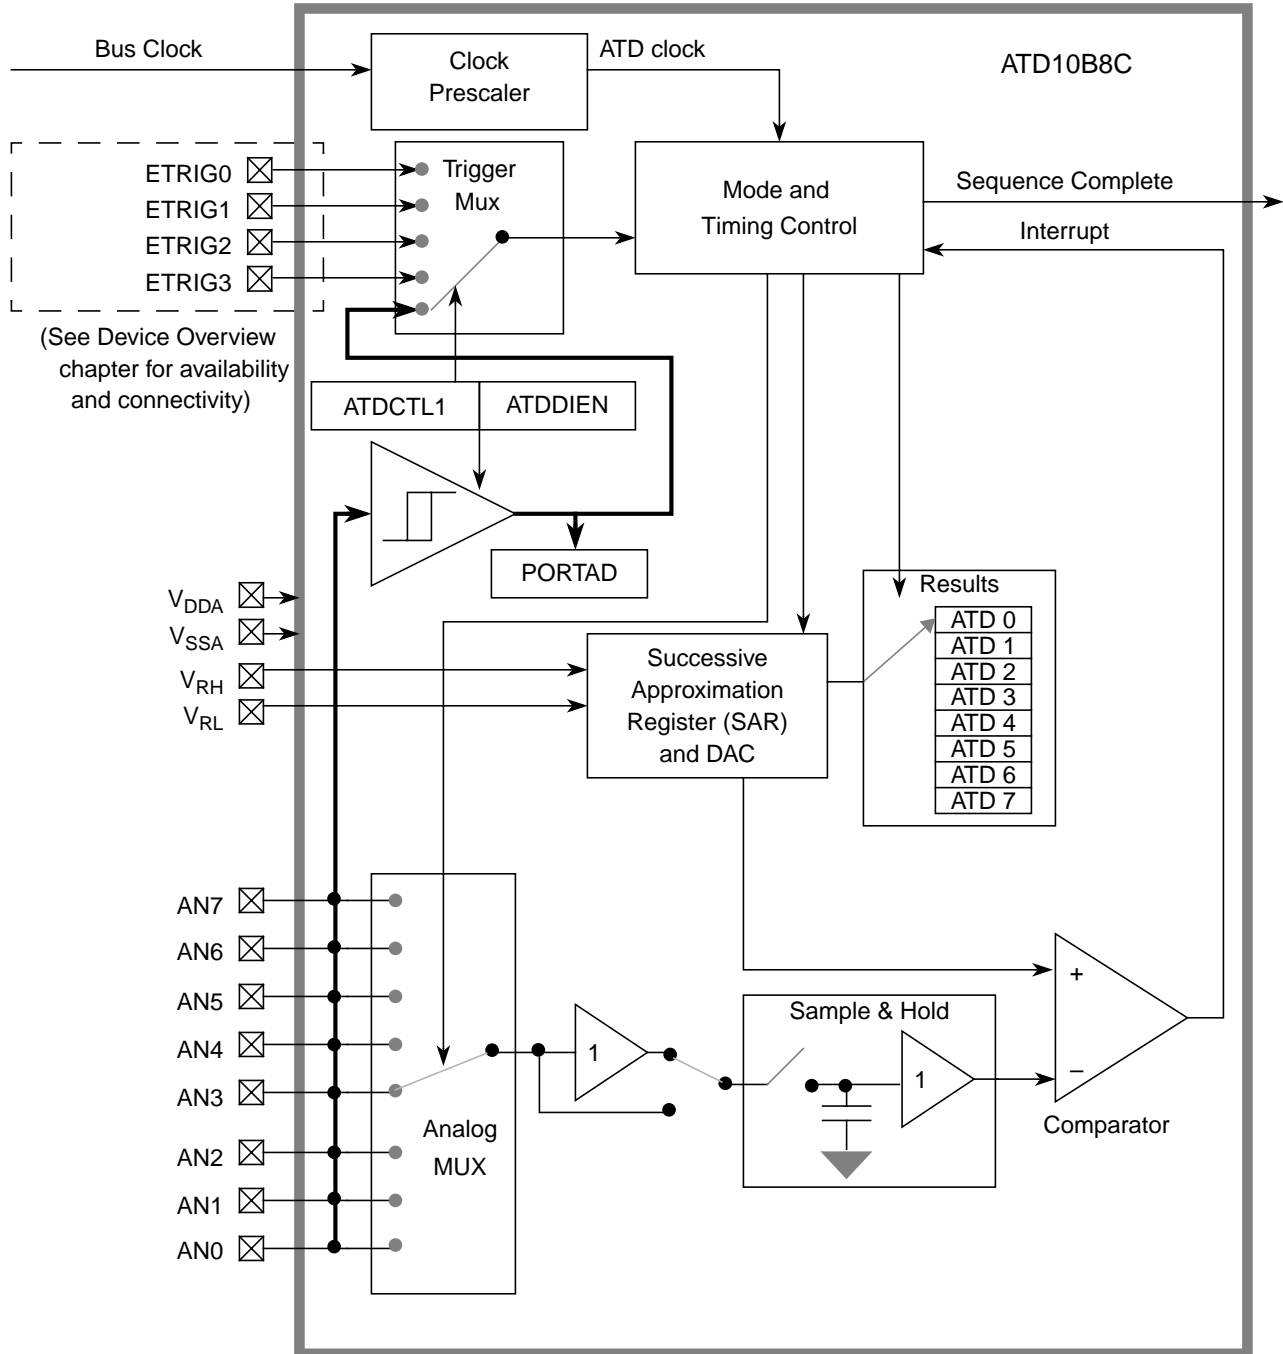 Bus Clock
Clock
Prescaler
ATD clock
ATD10B8C
ETRIG0
ETRIG1
ETRIG2
ETRIG3
(See Device Overview
chapter for availability
and connectivity)
Trigger
Mux
Mode and
Timing Control
Sequence Complete
Interrupt
ATDCTL1
ATDDIEN
PORTAD
VDDA
VSSA
VRH
VRL
Successive
Approximation
Register (SAR)
and DAC
Results
ATD 0
ATD 1
ATD 2
ATD 3
ATD 4
ATD 5
ATD 6
ATD 7
AN7
AN6
AN5
AN4
AN3
AN2
AN1
AN0
Analog
MUX
1
Sample & Hold
1
+
–
Comparator